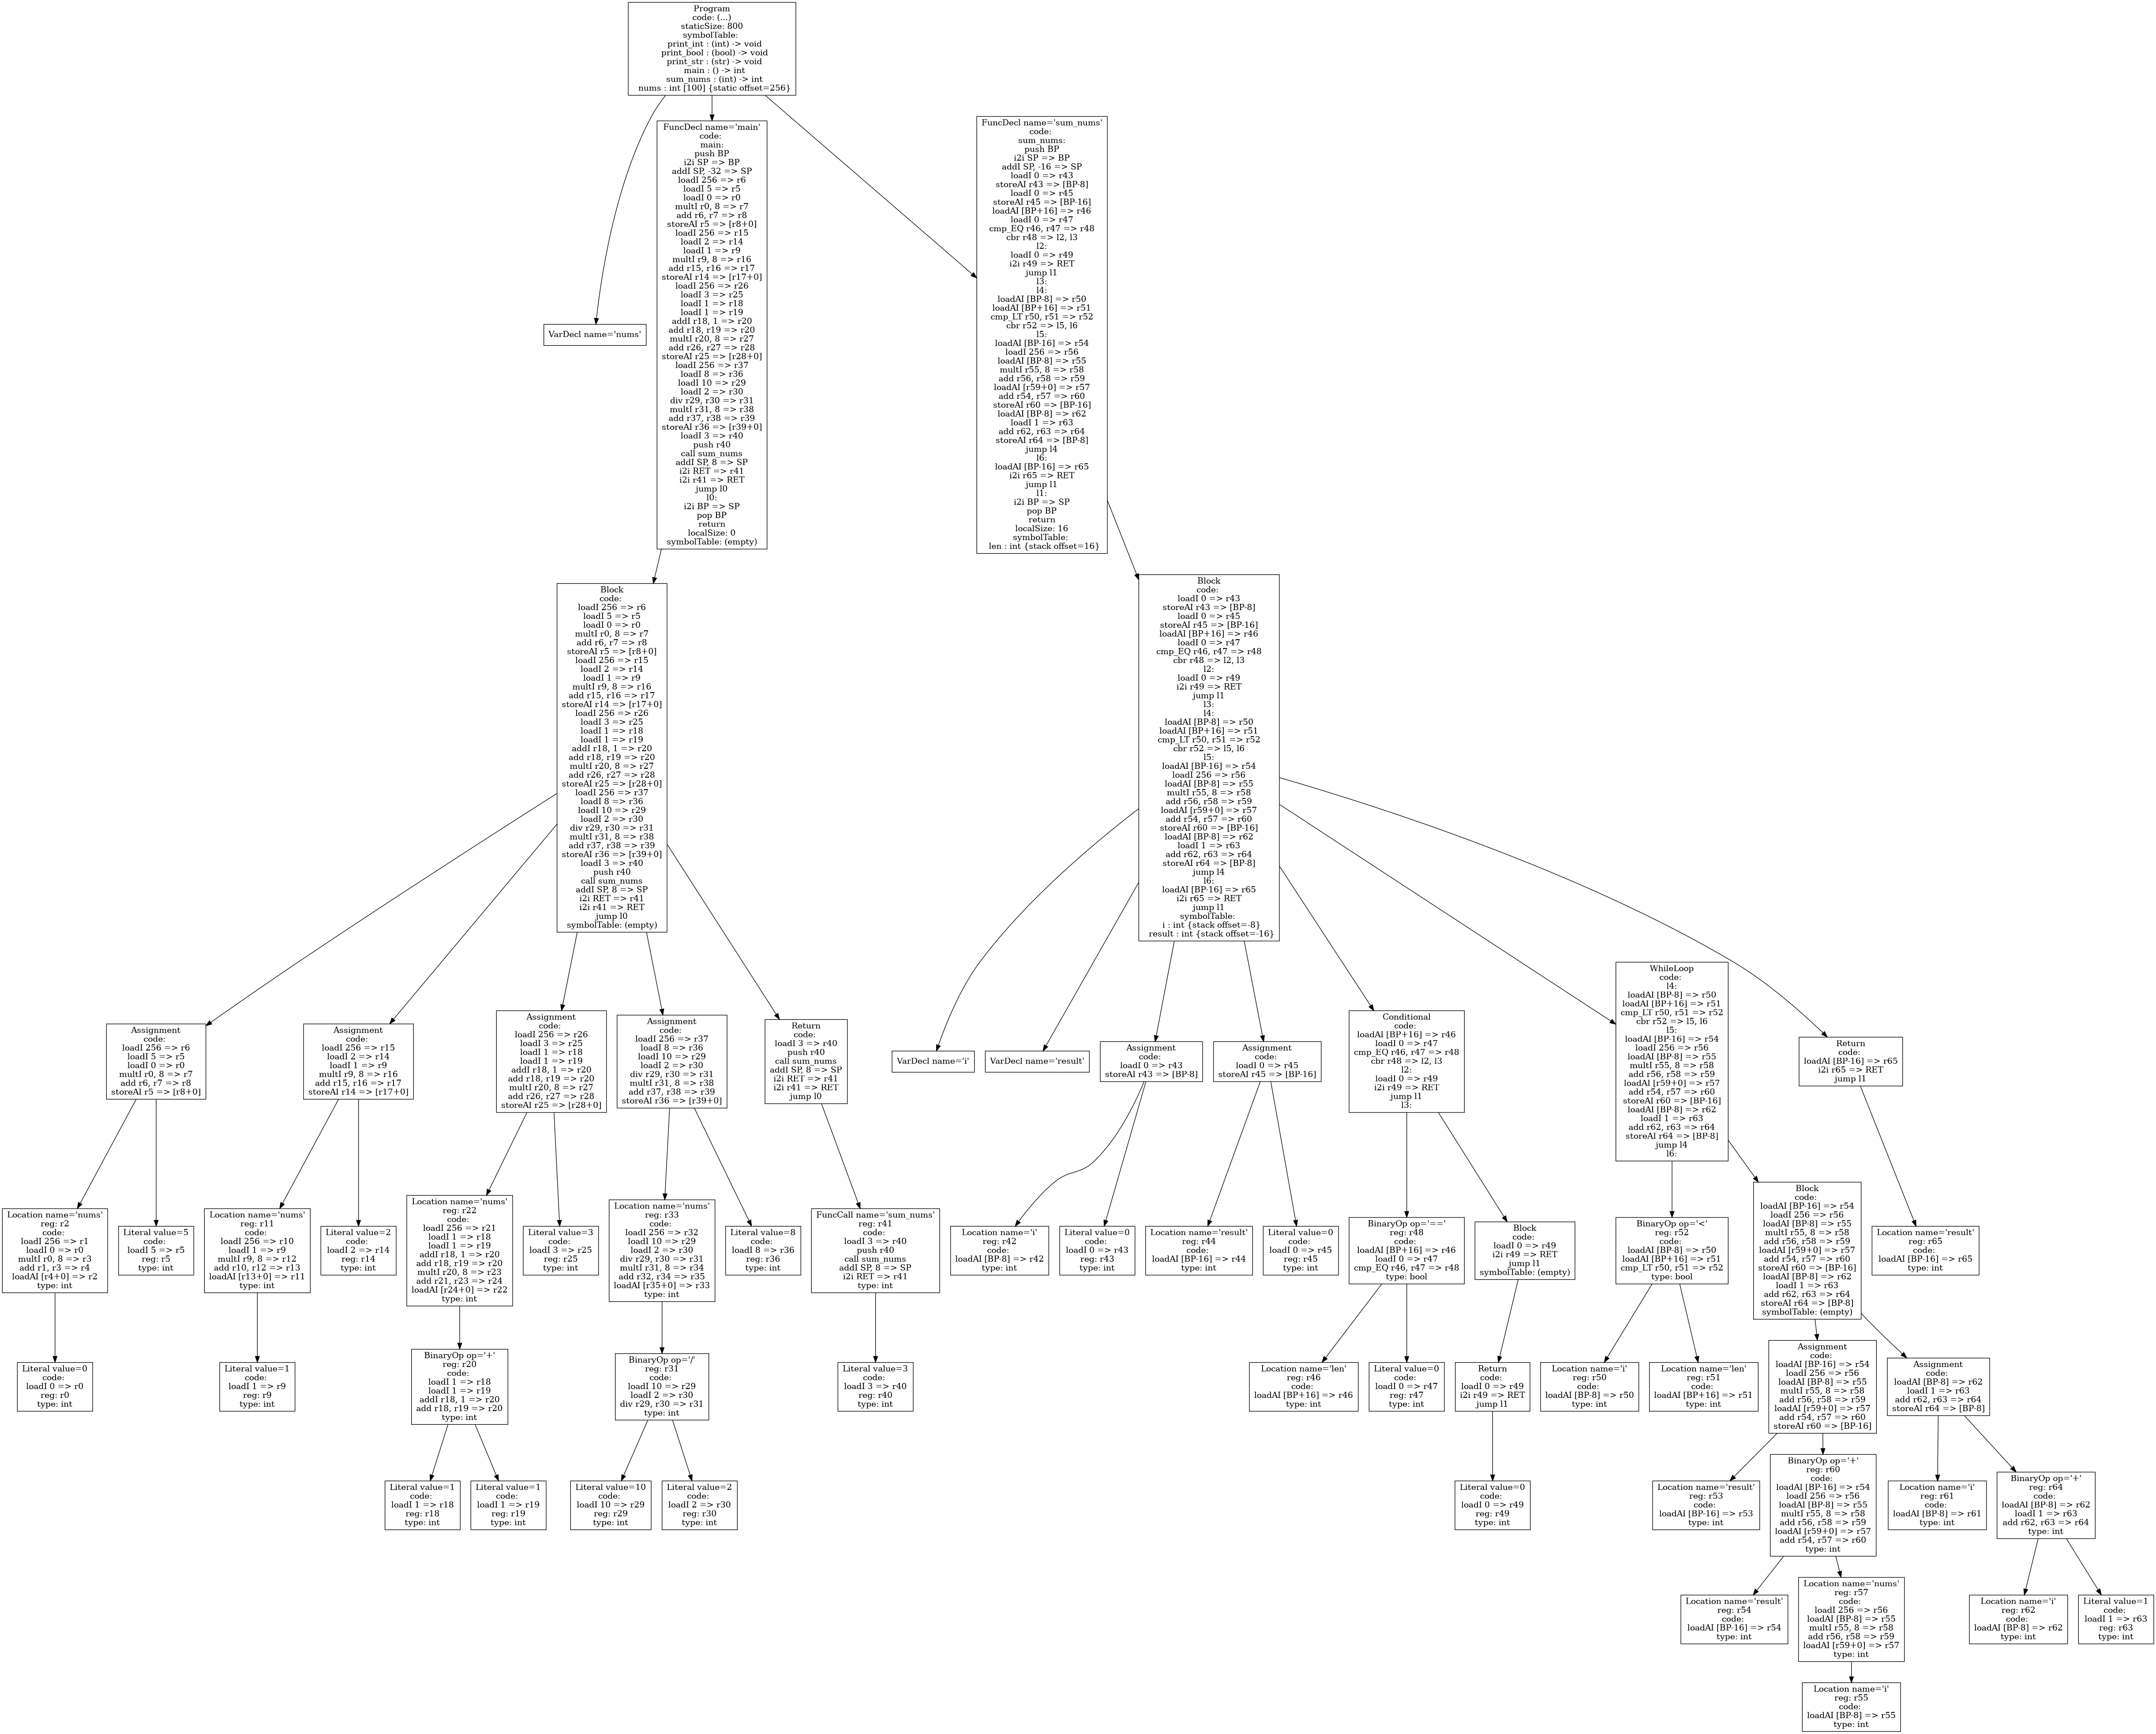 Program
code: (...)
staticSize: 800
symbolTable:
print_int : (int) -> void
print_bool : (bool) -> void
print_str : (str) -> void
main : () -> int
sum_nums : (int) -> int
nums : int [100] {static offset=256}
VarDecl name='nums'
FuncDecl name='main'
code:
main:
push BP
i2i SP => BP
addI SP, -32 => SP
loadI 256 => r6
loadI 5 => r5
loadI 0 => r0
multI r0, 8 => r7
add r6, r7 => r8
storeAI r5 => [r8+0]
loadI 256 => r15
loadI 2 => r14
loadI 1 => r9
multI r9, 8 => r16
add r15, r16 => r17
storeAI r14 => [r17+0]
loadI 256 => r26
loadI 3 => r25
loadI 1 => r18
loadI 1 => r19
addI r18, 1 => r20
add r18, r19 => r20
multI r20, 8 => r27
add r26, r27 => r28
storeAI r25 => [r28+0]
loadI 256 => r37
loadI 8 => r36
loadI 10 => r29
loadI 2 => r30
div r29, r30 => r31
multI r31, 8 => r38
add r37, r38 => r39
storeAI r36 => [r39+0]
loadI 3 => r40
push r40
call sum_nums
addI SP, 8 => SP
i2i RET => r41
i2i r41 => RET
jump l0
l0:
i2i BP => SP
pop BP
return
localSize: 0
symbolTable: (empty)
FuncDecl name='sum_nums'
code:
sum_nums:
push BP
i2i SP => BP
addI SP, -16 => SP
loadI 0 => r43
storeAI r43 => [BP-8]
loadI 0 => r45
storeAI r45 => [BP-16]
loadAI [BP+16] => r46
loadI 0 => r47
cmp_EQ r46, r47 => r48
cbr r48 => l2, l3
l2:
loadI 0 => r49
i2i r49 => RET
jump l1
l3:
l4:
loadAI [BP-8] => r50
loadAI [BP+16] => r51
cmp_LT r50, r51 => r52
cbr r52 => l5, l6
l5:
loadAI [BP-16] => r54
loadI 256 => r56
loadAI [BP-8] => r55
multI r55, 8 => r58
add r56, r58 => r59
loadAI [r59+0] => r57
add r54, r57 => r60
storeAI r60 => [BP-16]
loadAI [BP-8] => r62
loadI 1 => r63
add r62, r63 => r64
storeAI r64 => [BP-8]
jump l4
l6:
loadAI [BP-16] => r65
i2i r65 => RET
jump l1
l1:
i2i BP => SP
pop BP
return
localSize: 16
symbolTable:
len : int {stack offset=16}
Block
code:
loadI 256 => r6
loadI 5 => r5
loadI 0 => r0
multI r0, 8 => r7
add r6, r7 => r8
storeAI r5 => [r8+0]
loadI 256 => r15
loadI 2 => r14
loadI 1 => r9
multI r9, 8 => r16
add r15, r16 => r17
storeAI r14 => [r17+0]
loadI 256 => r26
loadI 3 => r25
loadI 1 => r18
loadI 1 => r19
addI r18, 1 => r20
add r18, r19 => r20
multI r20, 8 => r27
add r26, r27 => r28
storeAI r25 => [r28+0]
loadI 256 => r37
loadI 8 => r36
loadI 10 => r29
loadI 2 => r30
div r29, r30 => r31
multI r31, 8 => r38
add r37, r38 => r39
storeAI r36 => [r39+0]
loadI 3 => r40
push r40
call sum_nums
addI SP, 8 => SP
i2i RET => r41
i2i r41 => RET
jump l0
symbolTable: (empty)
Block
code:
loadI 0 => r43
storeAI r43 => [BP-8]
loadI 0 => r45
storeAI r45 => [BP-16]
loadAI [BP+16] => r46
loadI 0 => r47
cmp_EQ r46, r47 => r48
cbr r48 => l2, l3
l2:
loadI 0 => r49
i2i r49 => RET
jump l1
l3:
l4:
loadAI [BP-8] => r50
loadAI [BP+16] => r51
cmp_LT r50, r51 => r52
cbr r52 => l5, l6
l5:
loadAI [BP-16] => r54
loadI 256 => r56
loadAI [BP-8] => r55
multI r55, 8 => r58
add r56, r58 => r59
loadAI [r59+0] => r57
add r54, r57 => r60
storeAI r60 => [BP-16]
loadAI [BP-8] => r62
loadI 1 => r63
add r62, r63 => r64
storeAI r64 => [BP-8]
jump l4
l6:
loadAI [BP-16] => r65
i2i r65 => RET
jump l1
symbolTable:
i : int {stack offset=-8}
result : int {stack offset=-16}
Assignment
code:
loadI 256 => r6
loadI 5 => r5
loadI 0 => r0
multI r0, 8 => r7
add r6, r7 => r8
storeAI r5 => [r8+0]
Assignment
code:
loadI 256 => r15
loadI 2 => r14
loadI 1 => r9
multI r9, 8 => r16
add r15, r16 => r17
storeAI r14 => [r17+0]
Assignment
code:
loadI 256 => r26
loadI 3 => r25
loadI 1 => r18
loadI 1 => r19
addI r18, 1 => r20
add r18, r19 => r20
multI r20, 8 => r27
add r26, r27 => r28
storeAI r25 => [r28+0]
Assignment
code:
loadI 256 => r37
loadI 8 => r36
loadI 10 => r29
loadI 2 => r30
div r29, r30 => r31
multI r31, 8 => r38
add r37, r38 => r39
storeAI r36 => [r39+0]
Return
code:
loadI 3 => r40
push r40
call sum_nums
addI SP, 8 => SP
i2i RET => r41
i2i r41 => RET
jump l0
VarDecl name='i'
VarDecl name='result'
Assignment
code:
loadI 0 => r43
storeAI r43 => [BP-8]
Assignment
code:
loadI 0 => r45
storeAI r45 => [BP-16]
Conditional
code:
loadAI [BP+16] => r46
loadI 0 => r47
cmp_EQ r46, r47 => r48
cbr r48 => l2, l3
l2:
loadI 0 => r49
i2i r49 => RET
jump l1
l3:
WhileLoop
code:
l4:
loadAI [BP-8] => r50
loadAI [BP+16] => r51
cmp_LT r50, r51 => r52
cbr r52 => l5, l6
l5:
loadAI [BP-16] => r54
loadI 256 => r56
loadAI [BP-8] => r55
multI r55, 8 => r58
add r56, r58 => r59
loadAI [r59+0] => r57
add r54, r57 => r60
storeAI r60 => [BP-16]
loadAI [BP-8] => r62
loadI 1 => r63
add r62, r63 => r64
storeAI r64 => [BP-8]
jump l4
l6:
Return
code:
loadAI [BP-16] => r65
i2i r65 => RET
jump l1
Location name='nums'
reg: r2
code:
loadI 256 => r1
loadI 0 => r0
multI r0, 8 => r3
add r1, r3 => r4
loadAI [r4+0] => r2
type: int
Literal value=5
code:
loadI 5 => r5
reg: r5
type: int
Location name='nums'
reg: r11
code:
loadI 256 => r10
loadI 1 => r9
multI r9, 8 => r12
add r10, r12 => r13
loadAI [r13+0] => r11
type: int
Literal value=2
code:
loadI 2 => r14
reg: r14
type: int
Location name='nums'
reg: r22
code:
loadI 256 => r21
loadI 1 => r18
loadI 1 => r19
addI r18, 1 => r20
add r18, r19 => r20
multI r20, 8 => r23
add r21, r23 => r24
loadAI [r24+0] => r22
type: int
Literal value=3
code:
loadI 3 => r25
reg: r25
type: int
Location name='nums'
reg: r33
code:
loadI 256 => r32
loadI 10 => r29
loadI 2 => r30
div r29, r30 => r31
multI r31, 8 => r34
add r32, r34 => r35
loadAI [r35+0] => r33
type: int
Literal value=8
code:
loadI 8 => r36
reg: r36
type: int
FuncCall name='sum_nums'
reg: r41
code:
loadI 3 => r40
push r40
call sum_nums
addI SP, 8 => SP
i2i RET => r41
type: int
Location name='i'
reg: r42
code:
loadAI [BP-8] => r42
type: int
Literal value=0
code:
loadI 0 => r43
reg: r43
type: int
Location name='result'
reg: r44
code:
loadAI [BP-16] => r44
type: int
Literal value=0
code:
loadI 0 => r45
reg: r45
type: int
BinaryOp op='=='
reg: r48
code:
loadAI [BP+16] => r46
loadI 0 => r47
cmp_EQ r46, r47 => r48
type: bool
Block
code:
loadI 0 => r49
i2i r49 => RET
jump l1
symbolTable: (empty)
BinaryOp op='<'
reg: r52
code:
loadAI [BP-8] => r50
loadAI [BP+16] => r51
cmp_LT r50, r51 => r52
type: bool
Block
code:
loadAI [BP-16] => r54
loadI 256 => r56
loadAI [BP-8] => r55
multI r55, 8 => r58
add r56, r58 => r59
loadAI [r59+0] => r57
add r54, r57 => r60
storeAI r60 => [BP-16]
loadAI [BP-8] => r62
loadI 1 => r63
add r62, r63 => r64
storeAI r64 => [BP-8]
symbolTable: (empty)
Location name='result'
reg: r65
code:
loadAI [BP-16] => r65
type: int
Literal value=0
code:
loadI 0 => r0
reg: r0
type: int
Literal value=1
code:
loadI 1 => r9
reg: r9
type: int
BinaryOp op='+'
reg: r20
code:
loadI 1 => r18
loadI 1 => r19
addI r18, 1 => r20
add r18, r19 => r20
type: int
BinaryOp op='/'
reg: r31
code:
loadI 10 => r29
loadI 2 => r30
div r29, r30 => r31
type: int
Literal value=3
code:
loadI 3 => r40
reg: r40
type: int
Location name='len'
reg: r46
code:
loadAI [BP+16] => r46
type: int
Literal value=0
code:
loadI 0 => r47
reg: r47
type: int
Return
code:
loadI 0 => r49
i2i r49 => RET
jump l1
Location name='i'
reg: r50
code:
loadAI [BP-8] => r50
type: int
Location name='len'
reg: r51
code:
loadAI [BP+16] => r51
type: int
Assignment
code:
loadAI [BP-16] => r54
loadI 256 => r56
loadAI [BP-8] => r55
multI r55, 8 => r58
add r56, r58 => r59
loadAI [r59+0] => r57
add r54, r57 => r60
storeAI r60 => [BP-16]
Assignment
code:
loadAI [BP-8] => r62
loadI 1 => r63
add r62, r63 => r64
storeAI r64 => [BP-8]
Literal value=1
code:
loadI 1 => r18
reg: r18
type: int
Literal value=1
code:
loadI 1 => r19
reg: r19
type: int
Literal value=10
code:
loadI 10 => r29
reg: r29
type: int
Literal value=2
code:
loadI 2 => r30
reg: r30
type: int
Literal value=0
code:
loadI 0 => r49
reg: r49
type: int
Location name='result'
reg: r53
code:
loadAI [BP-16] => r53
type: int
BinaryOp op='+'
reg: r60
code:
loadAI [BP-16] => r54
loadI 256 => r56
loadAI [BP-8] => r55
multI r55, 8 => r58
add r56, r58 => r59
loadAI [r59+0] => r57
add r54, r57 => r60
type: int
Location name='i'
reg: r61
code:
loadAI [BP-8] => r61
type: int
BinaryOp op='+'
reg: r64
code:
loadAI [BP-8] => r62
loadI 1 => r63
add r62, r63 => r64
type: int
Location name='result'
reg: r54
code:
loadAI [BP-16] => r54
type: int
Location name='nums'
reg: r57
code:
loadI 256 => r56
loadAI [BP-8] => r55
multI r55, 8 => r58
add r56, r58 => r59
loadAI [r59+0] => r57
type: int
Location name='i'
reg: r62
code:
loadAI [BP-8] => r62
type: int
Literal value=1
code:
loadI 1 => r63
reg: r63
type: int
Location name='i'
reg: r55
code:
loadAI [BP-8] => r55
type: int